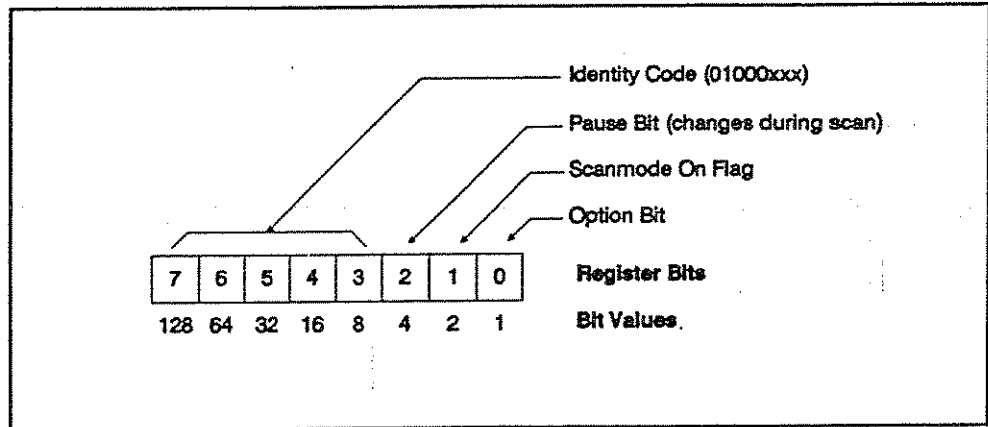 Identity Code (01000xxx)
Pause Bit (changes during scan)
Scanmode On Flag
Option Bit
7 6 5 4 3 2 1 0 Register Bits
128 64 32 16 8 4 2 1 Bit Values.